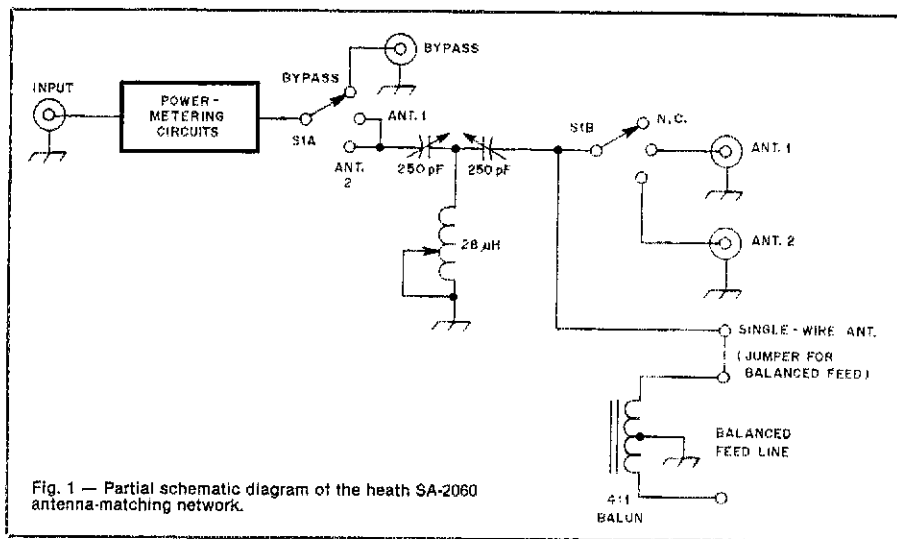 INPUT
POWER-
METERING
CIRCUITS
BYPASS
BYPASS
S1A
ANT. 1
ANT.
2
250 pF
250 pF
28 µH
S1B
N.C.
ANT. 1
ANT. 2
SINGLE-WIRE ANT.
(JUMPER FOR
BALANCED FEED)
BALANCED
FEED LINE
4:1
BALUN
Fig. 1 — Partial schematic diagram of the heath SA-2060
antenna-matching network.